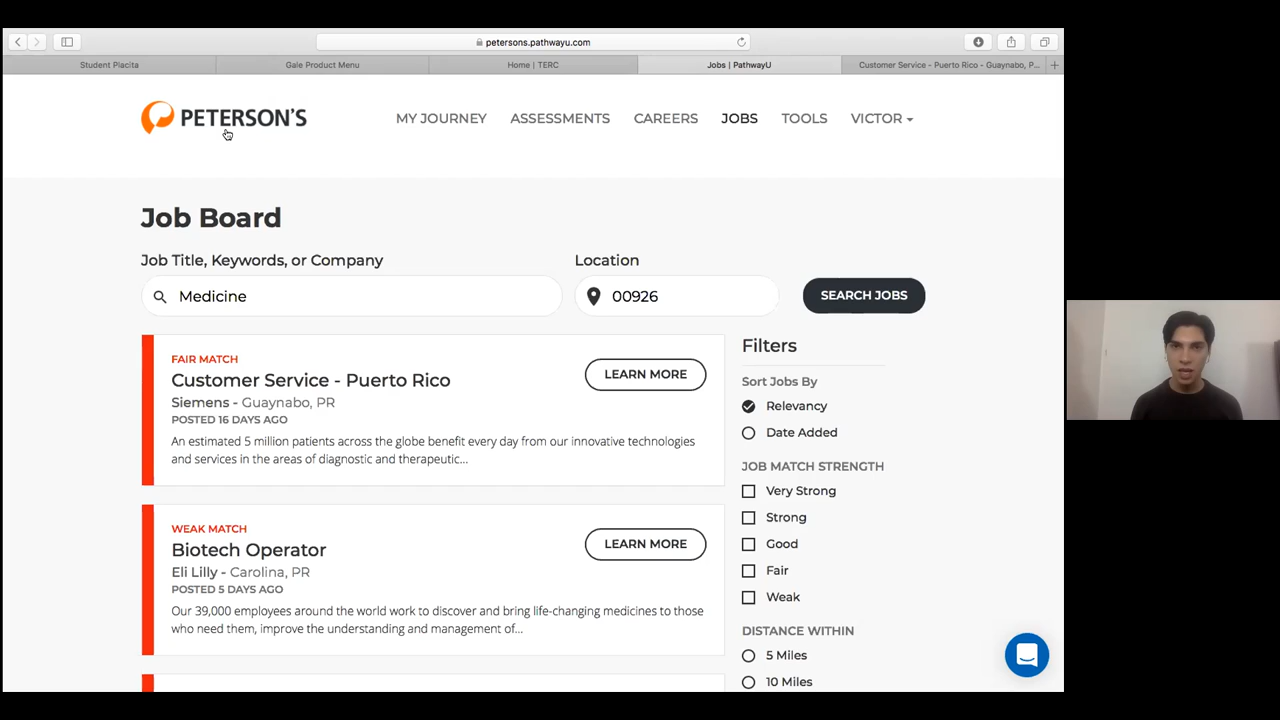 petersons.pathwayu.com
Student Placita
Gale Product Menu
Home | TERC
Jobs | PathwayU
Customer Service - Puerto Rico - Guaynabo, P...
PETERSON'S
MY JOURNEY
ASSESSMENTS
CAREERS
JOBS
TOOLS
VICTOR
Job Board
Job Title, Keywords, or Company
Location
Medicine
00926
SEARCH JOBS
FAIR MATCH
Customer Service - Puerto Rico
Siemens - Guaynabo, PR
POSTED 16 DAYS AGO
An estimated 5 million patients across the globe benefit every day from our innovative technologies
and services in the areas of diagnostic and therapeutic...
LEARN MORE
WEAK MATCH
Biotech Operator
Eli Lilly - Carolina, PR
POSTED 5 DAYS AGO
Our 39,000 employees around the world work to discover and bring life-changing medicines to those
who need them, improve the understanding and management of...
LEARN MORE
Filters
Sort Jobs By
Relevancy
Date Added
JOB MATCH STRENGTH
Very Strong
Strong
Good
Fair
Weak
DISTANCE WITHIN
5 Miles
10 Miles